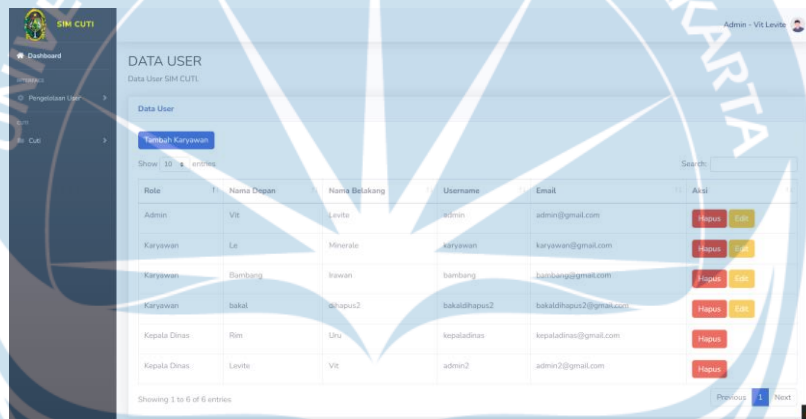 SIM CUTI
Admin - Vit Levite
Dashboard
DATA USER
Data User SIM CUTI.
Pengelolaan User
Data User
Cuti
Tambah Karyawan
Show 10 entries
Search:
Role Nama Depan Nama Belakang Username Email Aksi
Admin Vit Levite admin admin@gmail.com Hapus Edit
Karyawan La Minerale karyawan karyawan@gmail.com Hapus Edit
Karyawan Bambang Irawan bambang bambang@gmail.com Hapus Edit
Karyawan bakal dihapus2 bakaldihapus2 bakaldihapus2@gmail.com Hapus Edit
Kepala Dinas Rim Uru kepaladinas kepaladinas@gmail.com Hapus
Kepala Dinas Levite Vit admin2 admin2@gmail.com Hapus
Showing 1 to 6 of 6 entries
Previous 1 Next